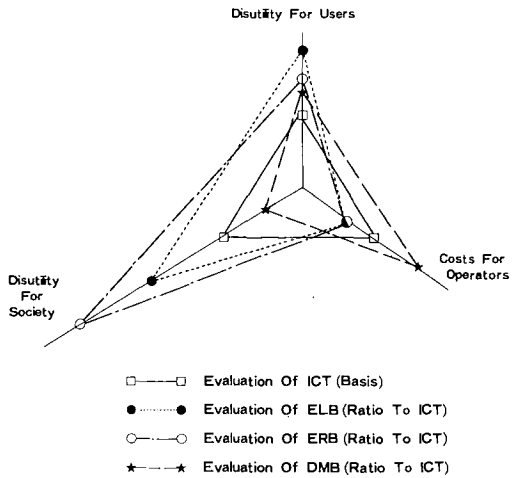 Disutility For Users
Costs For
Operators
Disutility
For
Society
Evaluation Of ICT (Basis)
Evaluation Of ELB (Ratio To ICT)
Evaluation Of ERB (Ratio To ICT)
Evaluation Of DMB (Ratio To ICT)